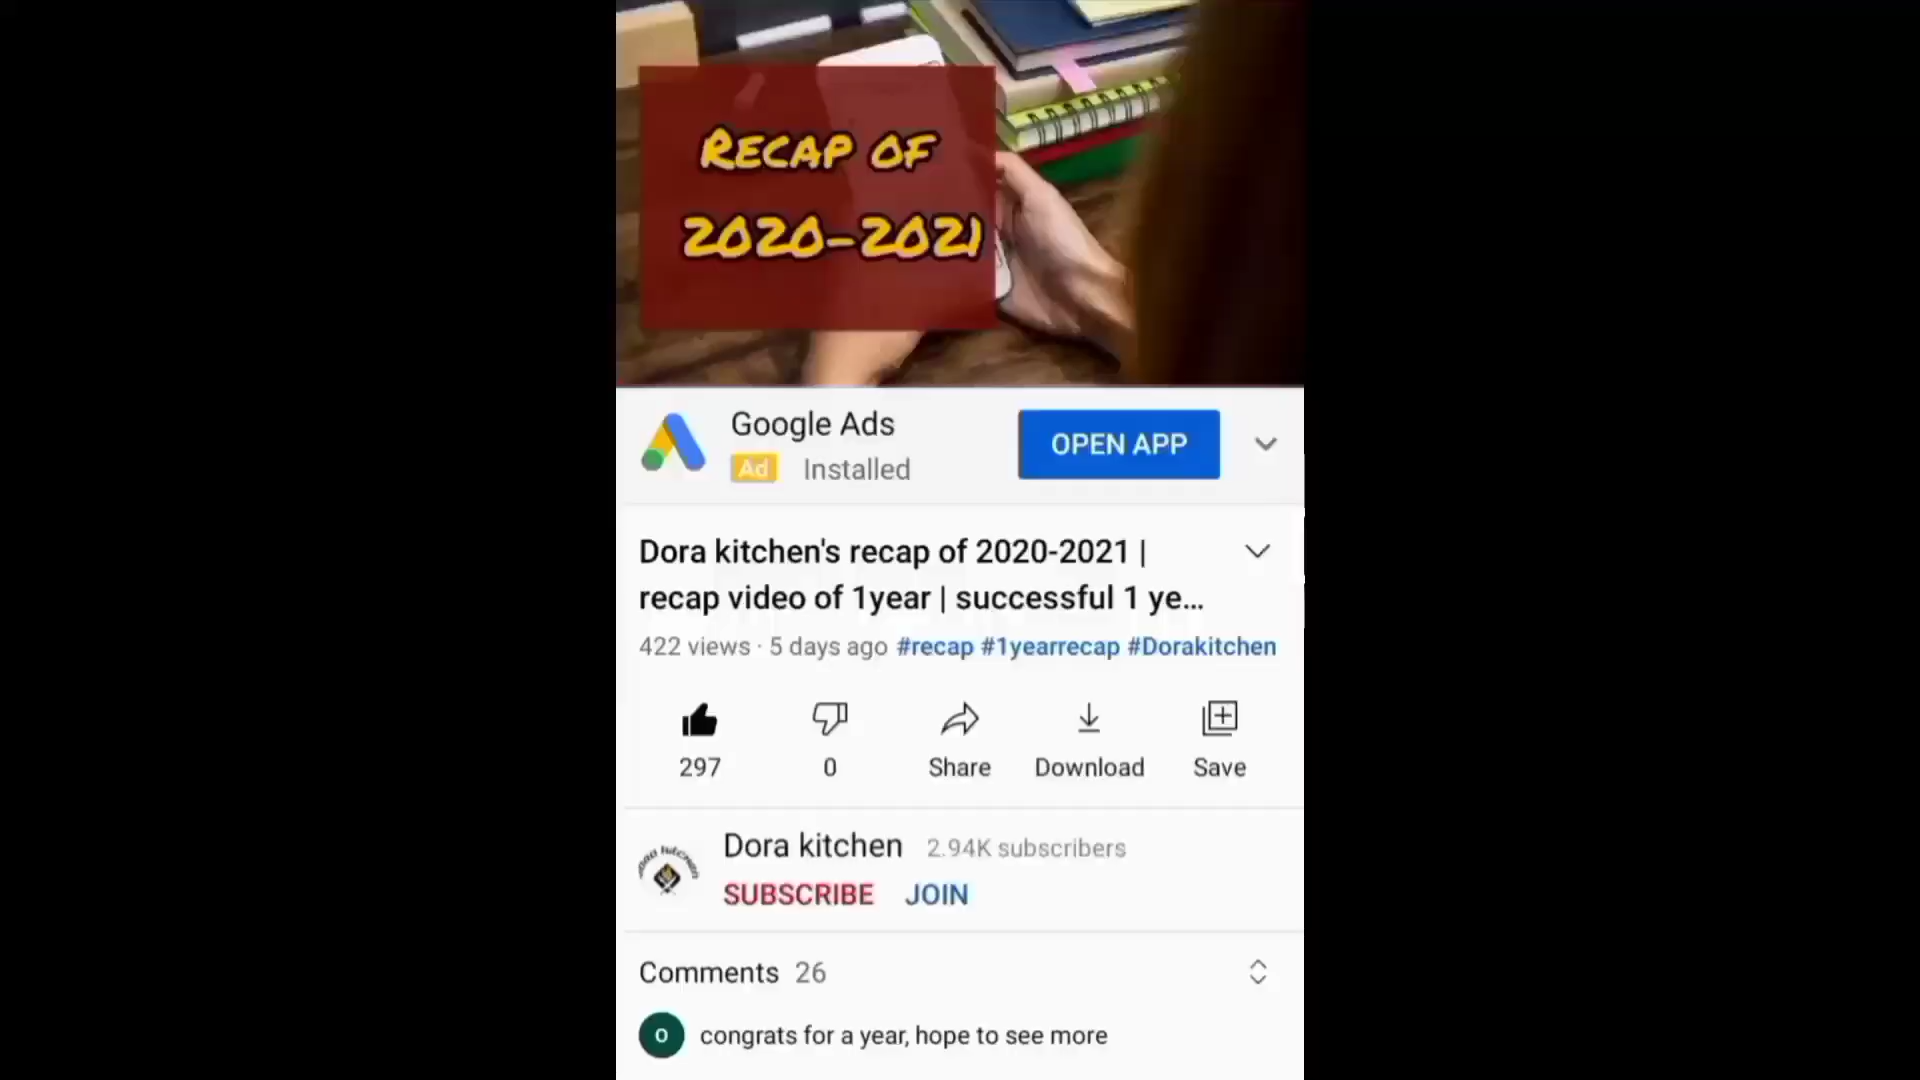 Recap of
2020-2021
Google Ads
Ad Installed
OPEN APP
Dora kitchen's recap of 2020-2021 |
recap video of 1year | successful 1 ye...
422 views · 5 days ago #recap #1yearrecap #Dorakitchen
297
0
Share
Download
Save
Dora kitchen 2.94K subscribers
SUBSCRIBE JOIN
Comments 26
O congrats for a year, hope to see more